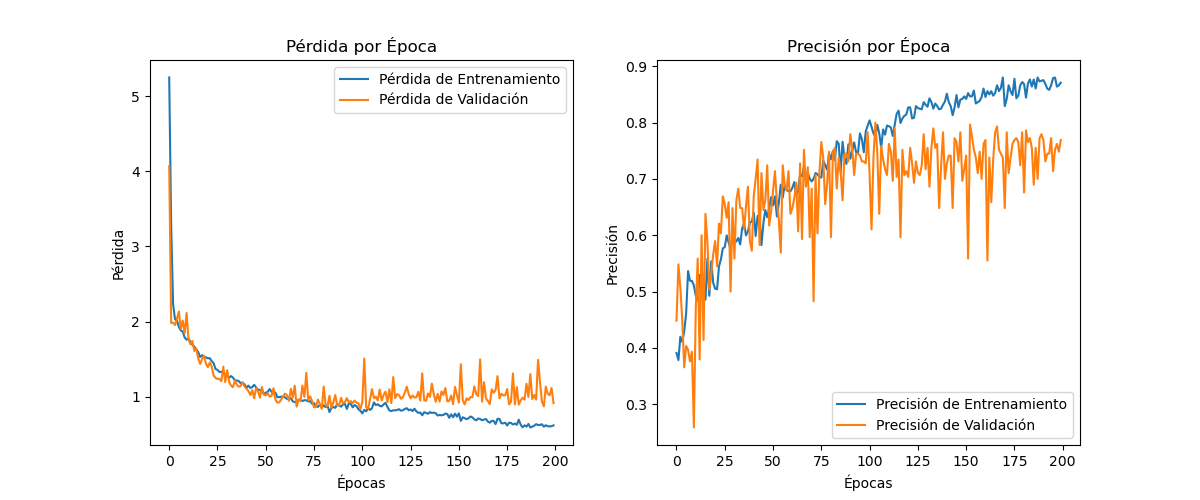 Pérdida por Época
Pérdida de Entrenamiento
Pérdida de Validación
Pérdida
5
4
3
2
1
0 25 50 75 100 125 150 175 200
Épocas
Precisión por Época
Precisión de Entrenamiento
Precisión de Validación
Precisión
0.9
0.8
0.7
0.6
0.5
0.4
0.3
0 25 50 75 100 125 150 175 200
Épocas